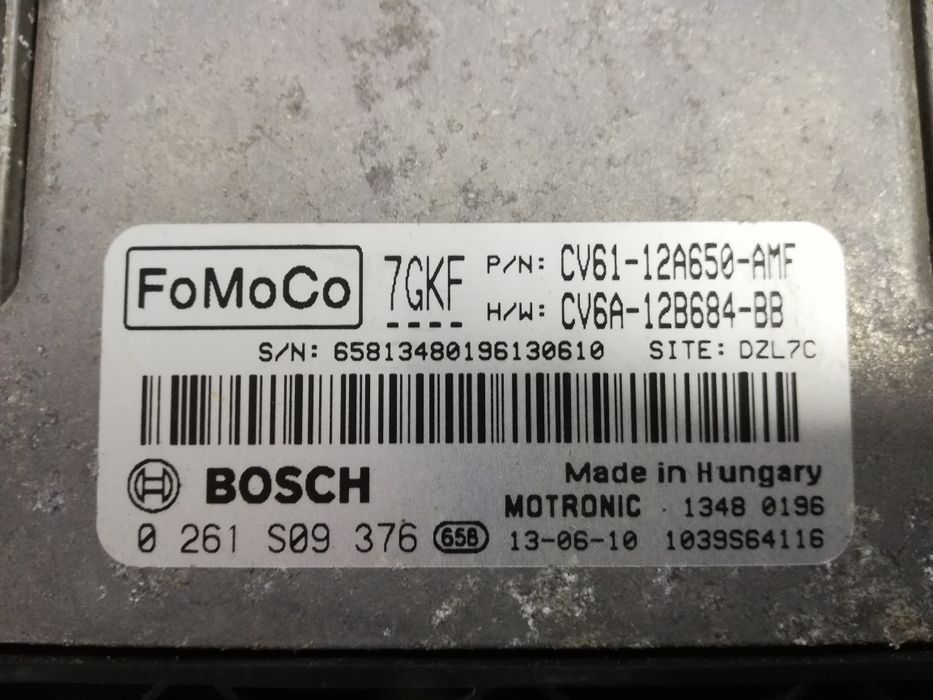 FoMoCo 7GKF P/N: CV61-12A650-AMF
H/W: CV6A-12B684-BB
S/N: 65813480196130610 SITE: DZL7C
BOSCH Made in Hungary
MOTRONIC 1348 0196
0 261 S09 376 658 13-06-10 1039S64116